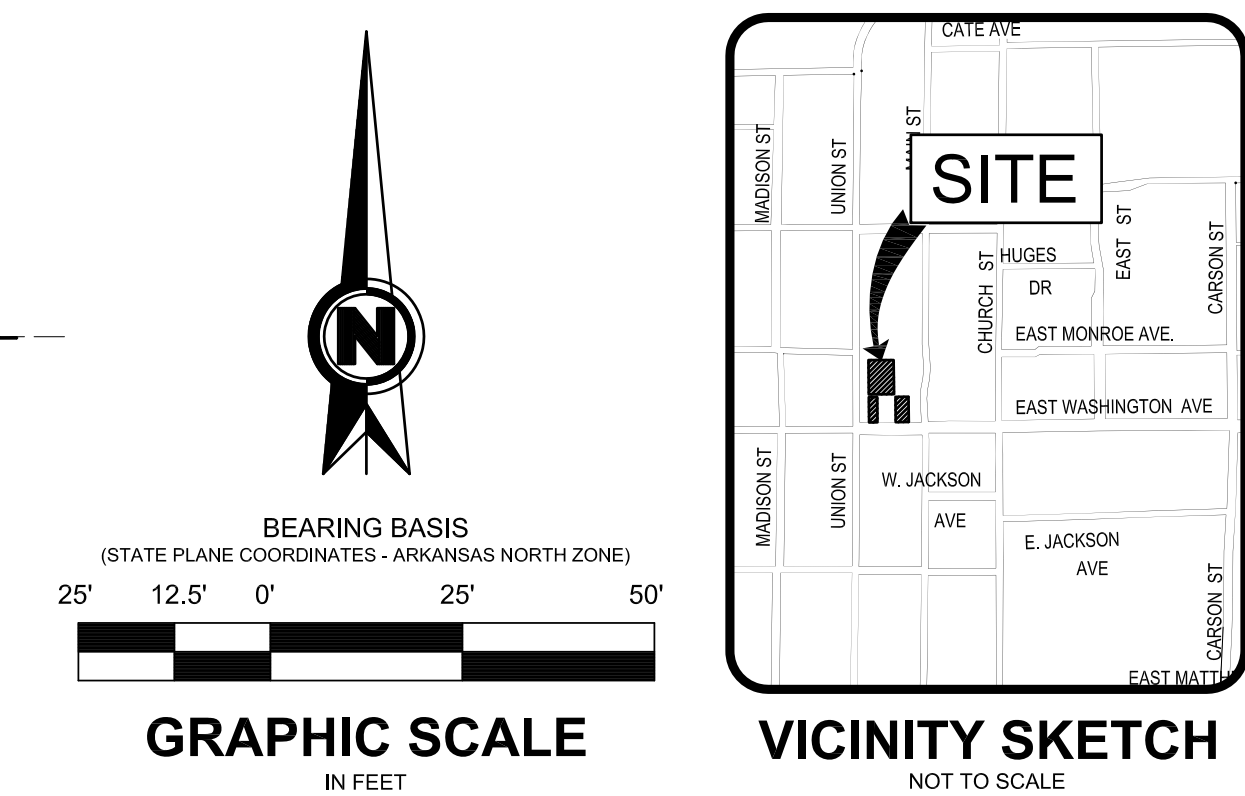 N
BEARING BASIS
(STATE PLANE COORDINATES - ARKANSAS NORTH ZONE)
25' 12.5' 0' 25' 50'
GRAPHIC SCALE
IN FEET
CATE AVE
MADISON ST
UNION ST
ST
SITE
CHURCH ST
HUGES
DR
EAST ST
CARSON ST
EAST MONROE AVE.
EAST WASHINGTON AVE
MADISON ST
UNION ST
W. JACKSON
AVE
E. JACKSON
AVE
CARSON ST
EAST
VICINITY SKETCH
NOT TO SCALE